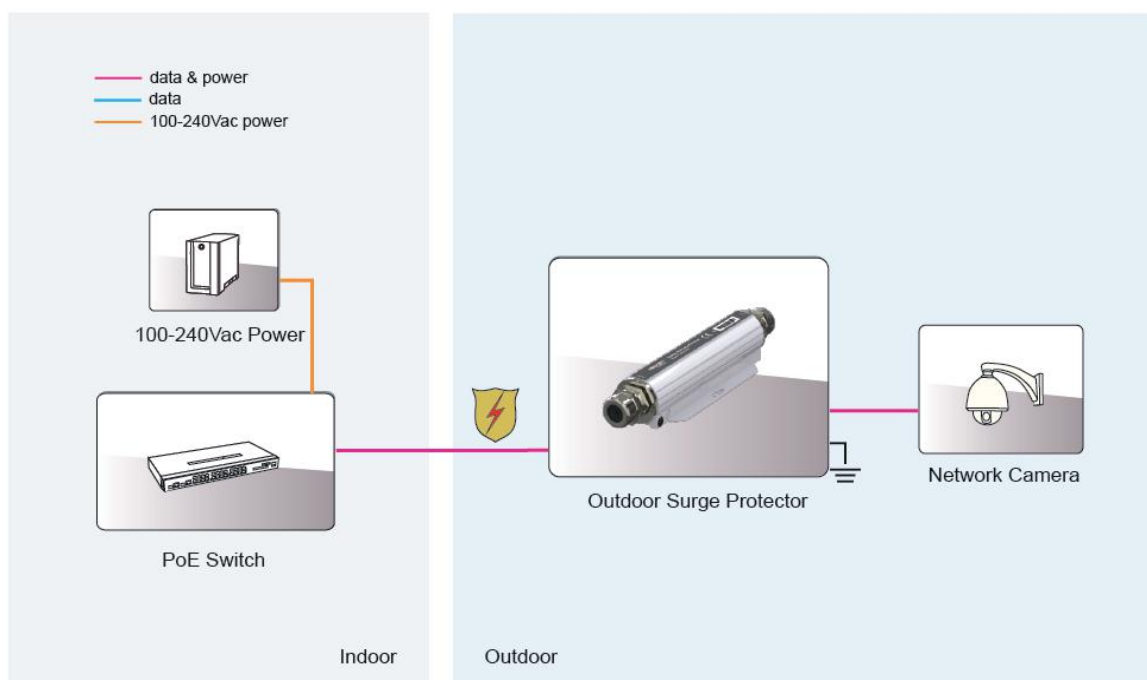 data & power
data
100-240Vac power
100-240Vac Power
PoE Switch
Outdoor Surge Protector
Network Camera
Indoor
Outdoor